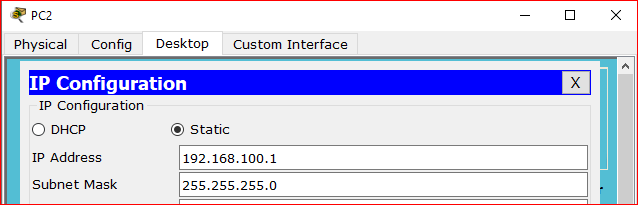 PC2
Physical Config Desktop Custom Interface
IP Configuration X
IP Configuration
DHCP Static
IP Address 192.168.100.1
Subnet Mask 255.255.255.0